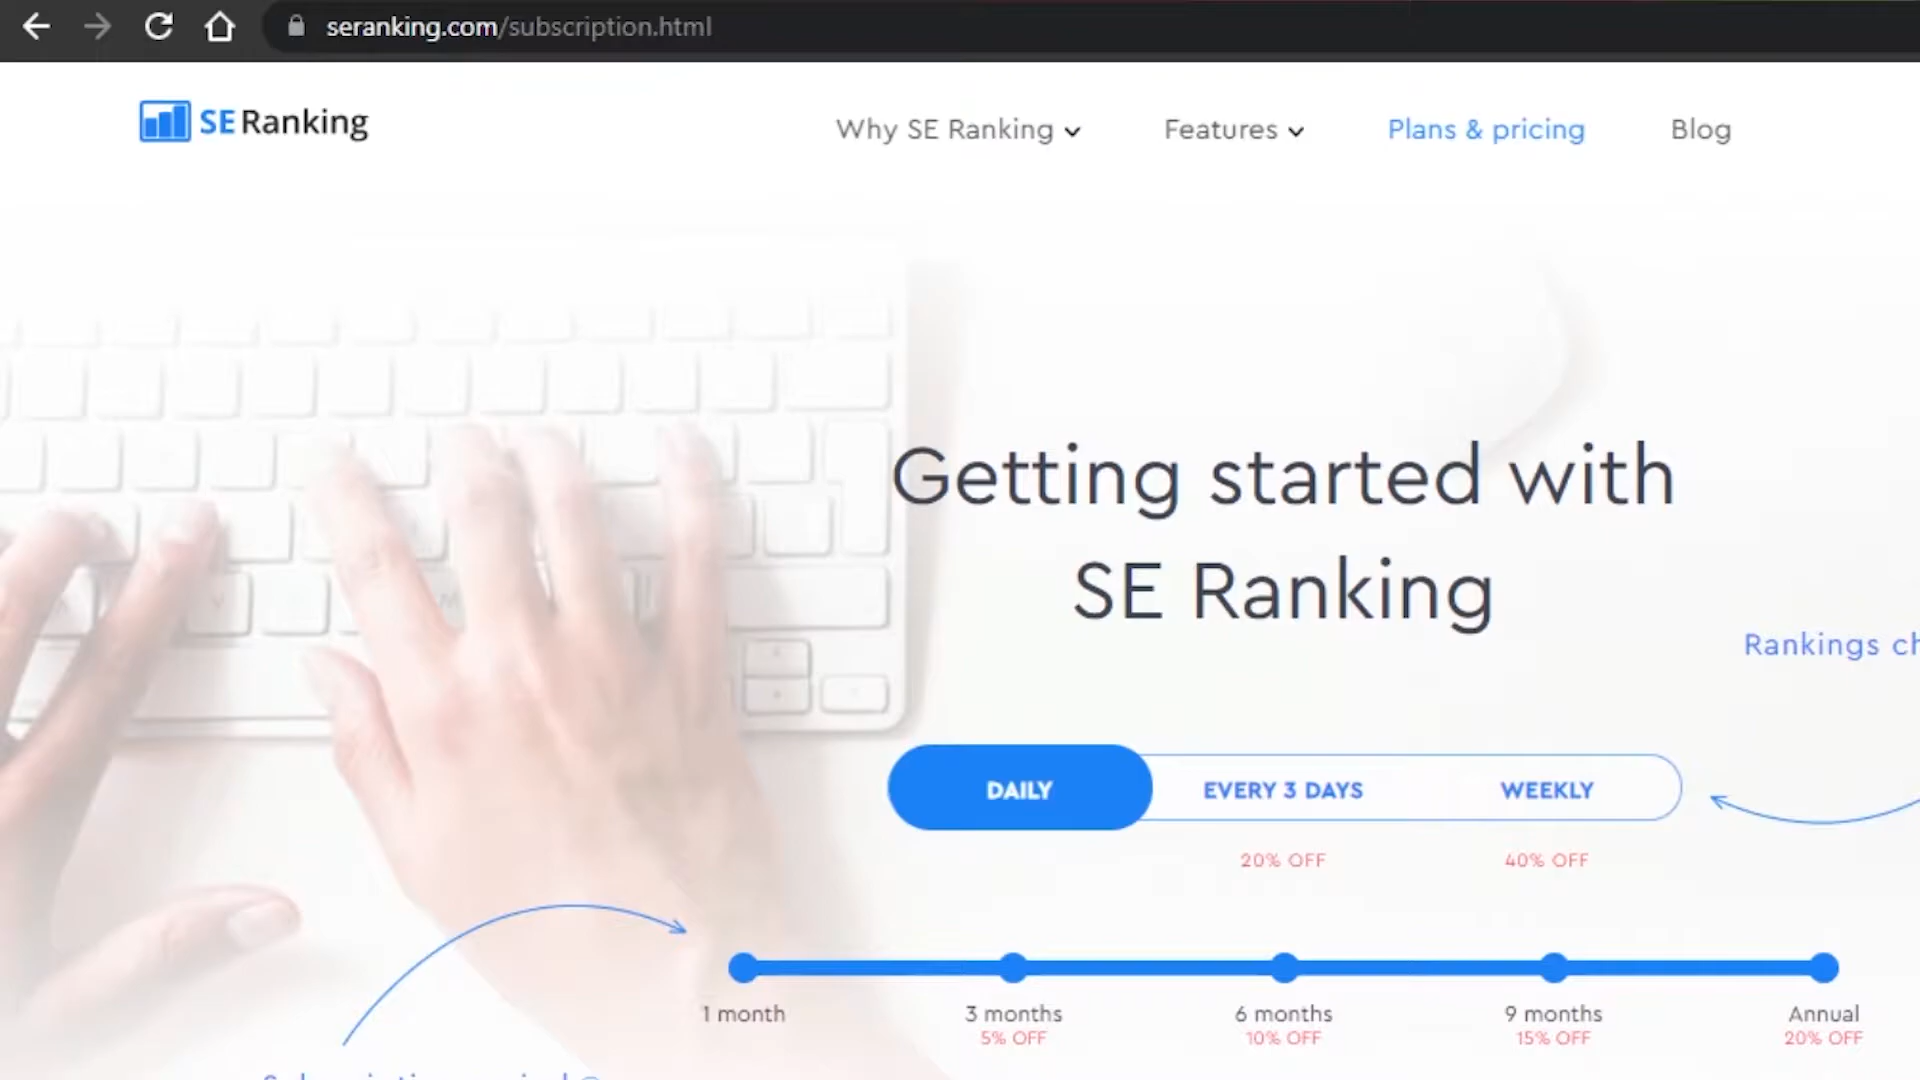 seranking.com/subscription.html
SE Ranking
Why SE Ranking
Features
Plans & pricing
Blog
Getting started with
SE Ranking
Rankings
DAILY
EVERY 3 DAYS
WEEKLY
20% OFF
40% OFF
1 month
3 months
6 months
9 months
Annual
5% OFF
10% OFF
15% OFF
20% OFF